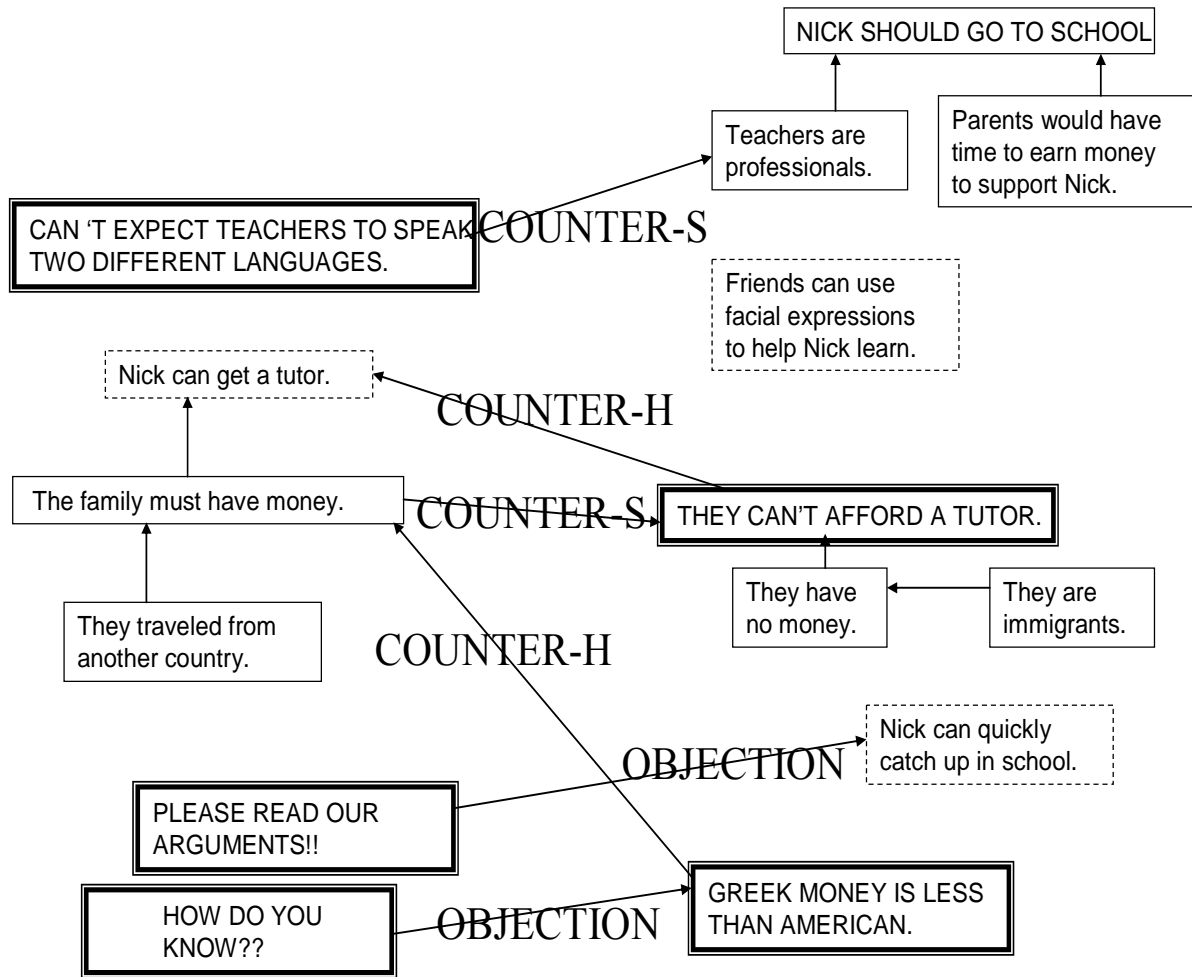 NICK SHOULD GO TO SCHOOL
Teachers are
professionals.
Parents would have
time to earn money
to support Nick.
CAN 'T EXPECT TEACHERS TO SPEAK
TWO DIFFERENT LANGUAGES.
COUNTER-S
Friends can use
facial expressions
to help Nick learn.
Nick can get a tutor.
COUNTER-H
The family must have money.
COUNTER-S
THEY CAN'T AFFORD A TUTOR.
They have
no money.
They are
immigrants.
They traveled from
another country.
COUNTER-H
Nick can quickly
catch up in school.
OBJECTION
PLEASE READ OUR
ARGUMENTS!!
GREEK MONEY IS LESS
THAN AMERICAN.
HOW DO YOU
KNOW??
OBJECTION